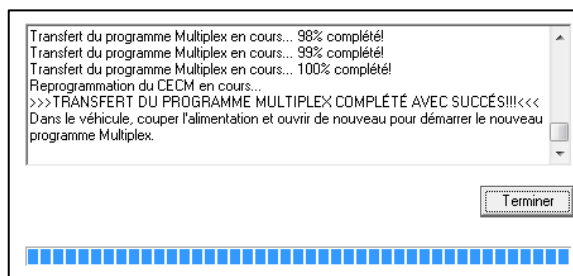 Transfert du programme Multiplex en cours... 98% complété!
Transfert du programme Multiplex en cours... 99% complété!
Transfert du programme Multiplex en cours... 100% complété!
Reprogrammation du CECM en cours...
>>>TRANSFERT DU PROGRAMME MULTIPLEX COMPLÉTÉ AVEC SUCCÉS!!!<<<
Dans le véhicule, couper l'alimentation et ouvrir de nouveau pour démarrer le nouveau
programme Multiplex.
Terminer